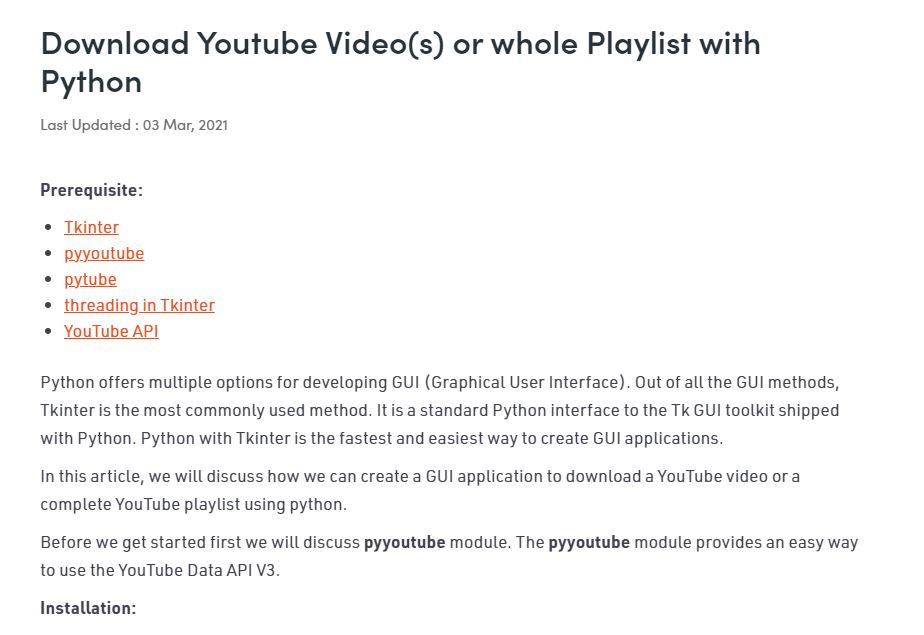 Download Youtube Video(s) or whole Playlist with
Python
Last Updated : 03 Mar, 2021
Prerequisite:
Tkinter
pyyoutube
pytube
threading in Tkinter
YouTube API
Python offers multiple options for developing GUI (Graphical User Interface). Out of all the GUI methods,
Tkinter is the most commonly used method. It is a standard Python interface to the Tk GUI toolkit shipped
with Python. Python with Tkinter is the fastest and easiest way to create GUI applications.
In this article, we will discuss how we can create a GUI application to download a YouTube video or a
complete YouTube playlist using python.
Before we get started first we will discuss pyyoutube module. The pyyoutube module provides an easy way
to use the YouTube Data API V3.
Installation: